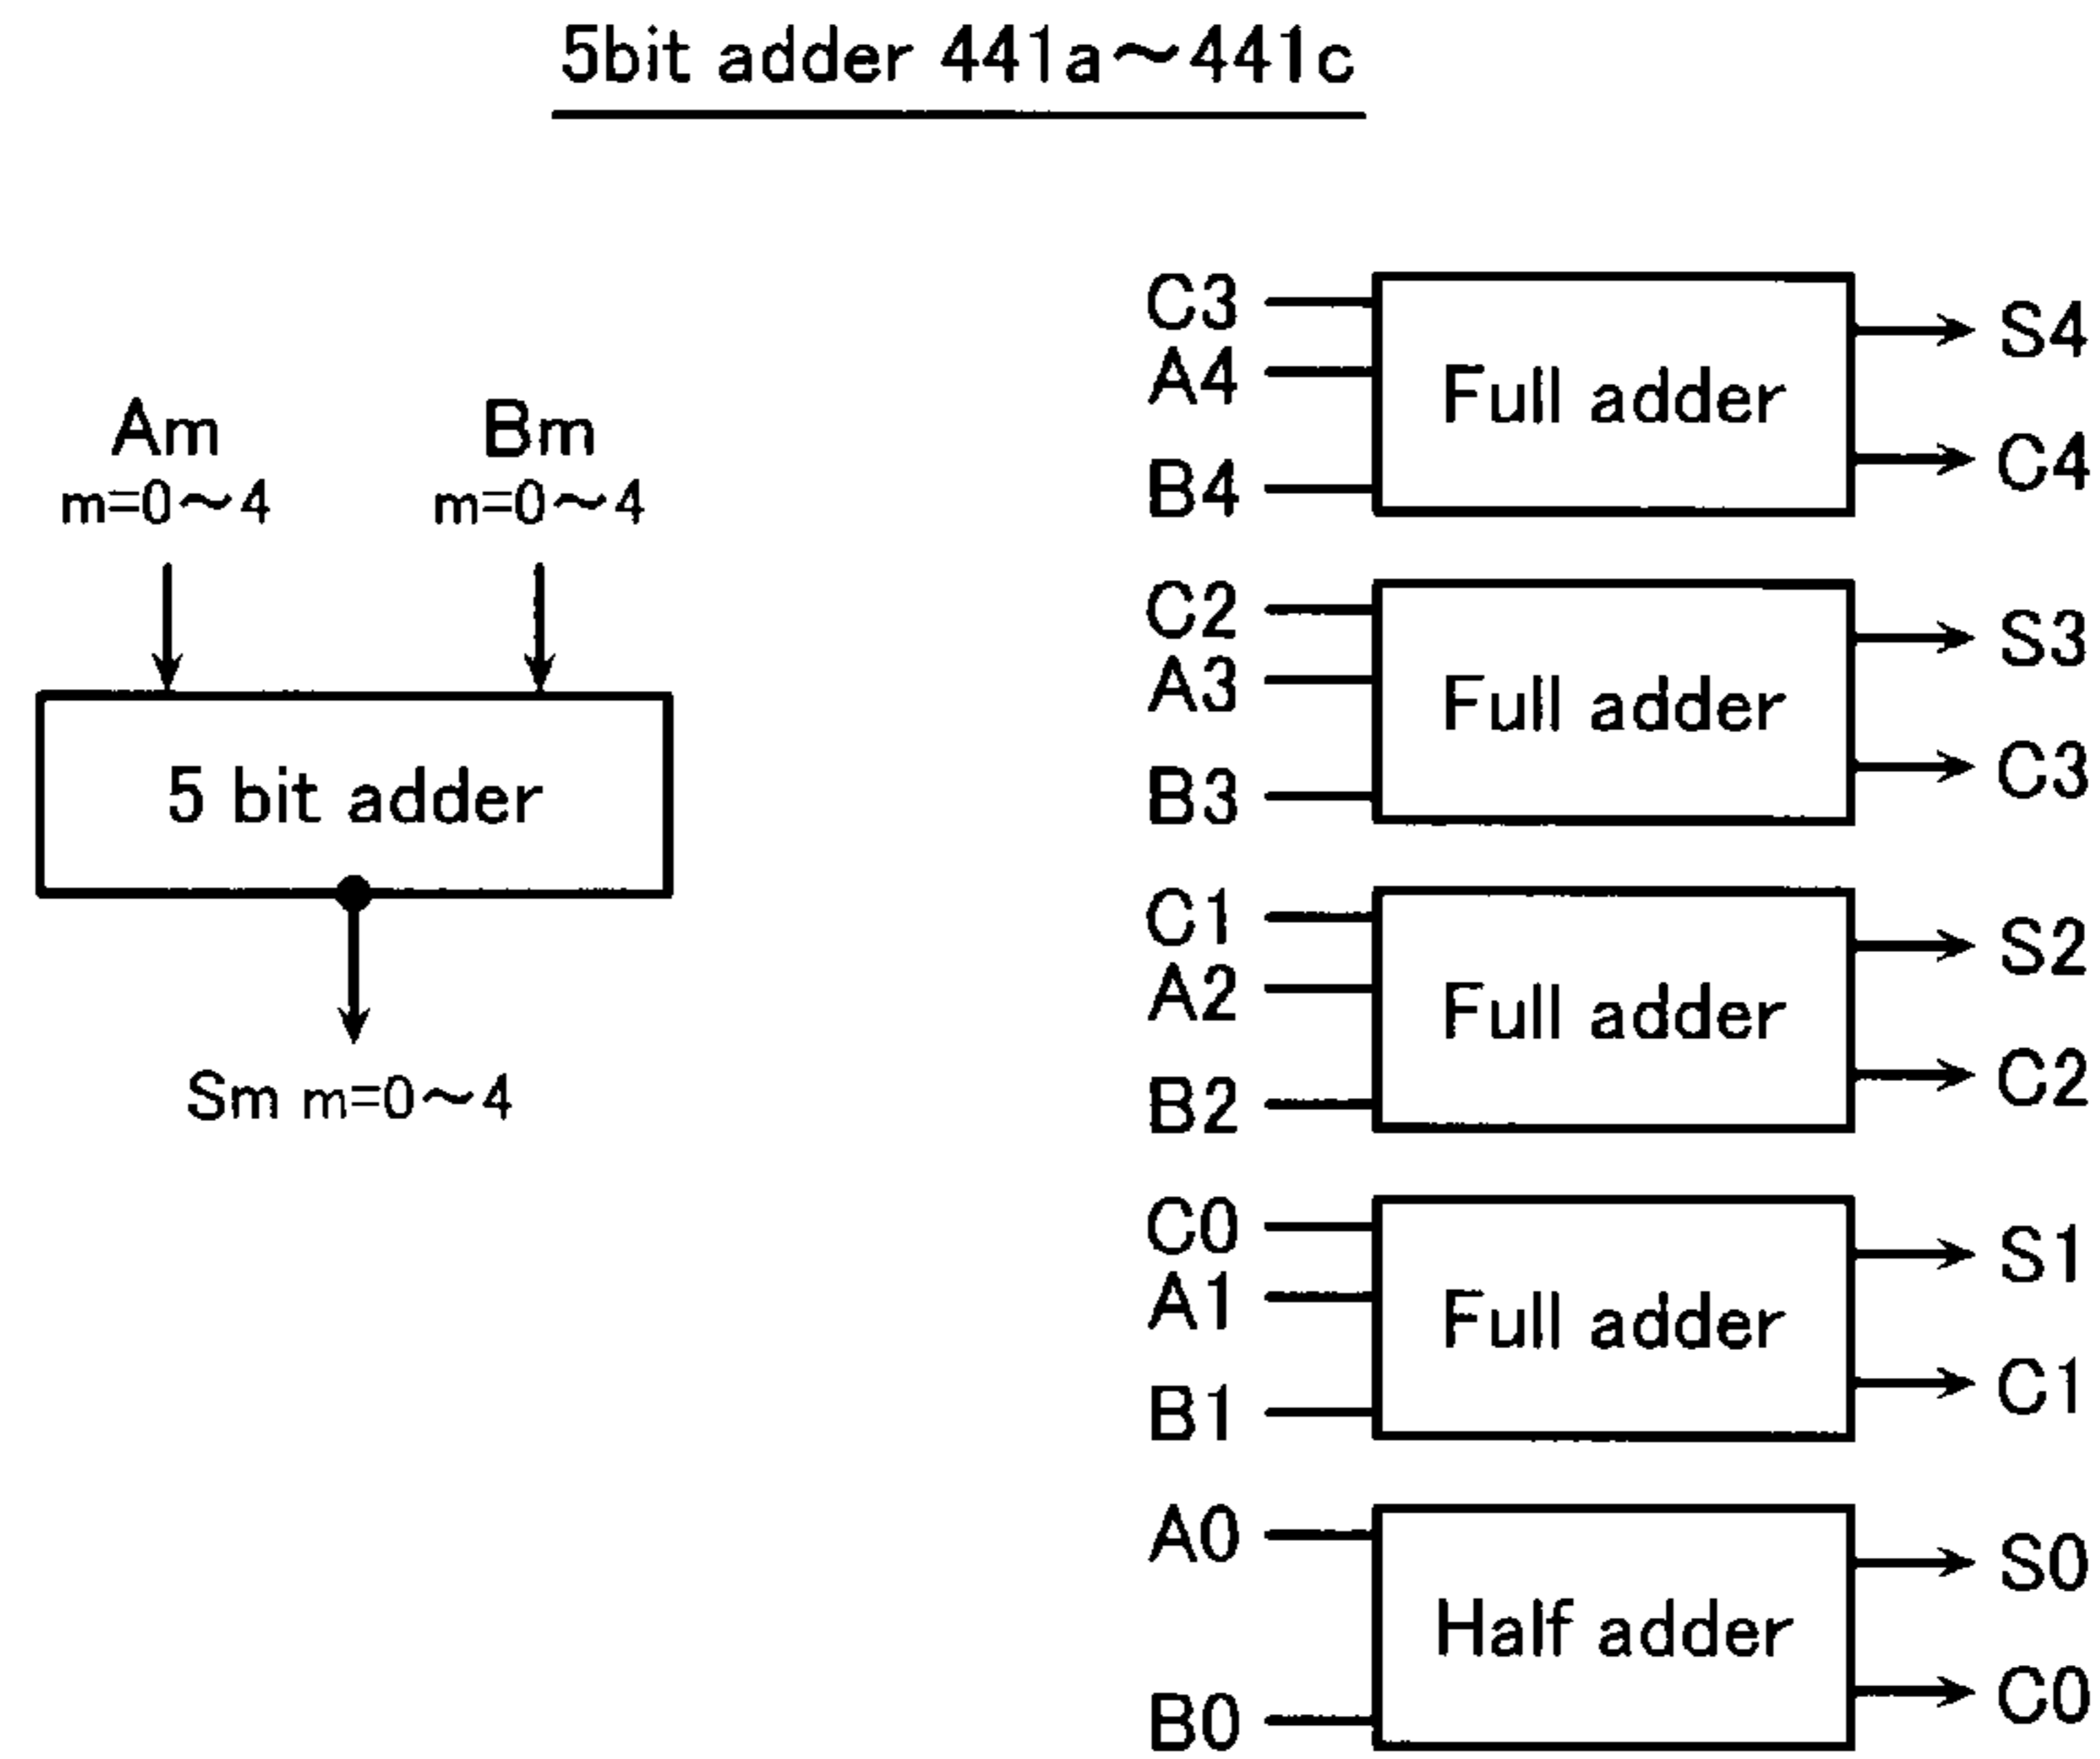 5bit adder 441a～441c
Am
m=0～4
Bm
m=0～4
5 bit adder
Sm m=0～4
C3
A4
B4
Full adder
S4
C4
C2
A3
B3
Full adder
S3
C3
C1
A2
B2
Full adder
S2
C2
C0
A1
B1
Full adder
S1
C1
A0
B0
Half adder
S0
C0